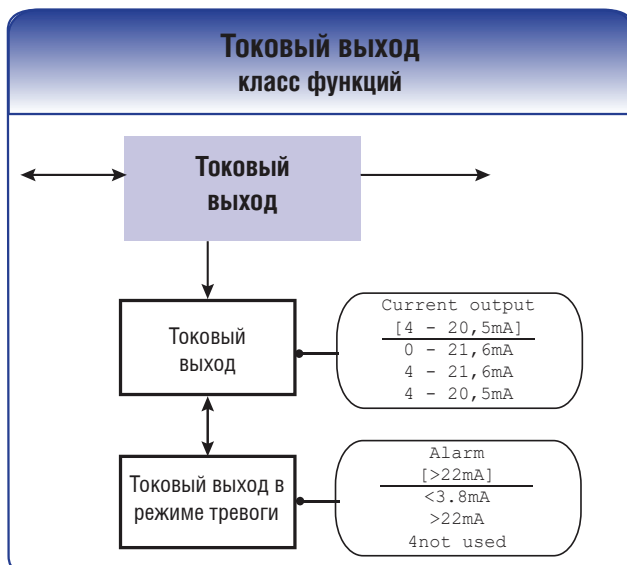 Токовый выход
класс функций
Токовый
выход
Токовый
выход
Current output
[4 - 20,5mA]
0 - 21,6mA
4 - 21,6mA
4 - 20,5mA
Токовый выход в
режиме тревоги
Alarm
[>22mA]
<3.8mA
>22mA
4not used